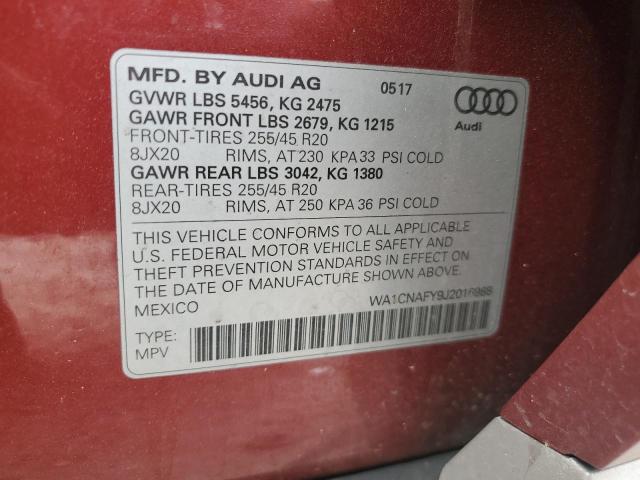 MFD. BY AUDI AG 0517
GVWR LBS 5456, KG 2475
GAWR FRONT LBS 2679, KG 1215
FRONT-TIRES 255/45 R20
8JX20 RIMS, AT 230 KPA 33 PSI COLD
GAWR REAR LBS 3042, KG 1380
REAR-TIRES 255/45 R20
8JX20 RIMS, AT 250 KPA 36 PSI COLD
Audi
THIS VEHICLE CONFORMS TO ALL APPLICABLE
U.S. FEDERAL MOTOR VEHICLE SAFETY AND
THEFT PREVENTION STANDARDS IN EFFECT ON
THE DATE OF MANUFACTURE SHOWN ABOVE.
MEXICO
TYPE:
MPV